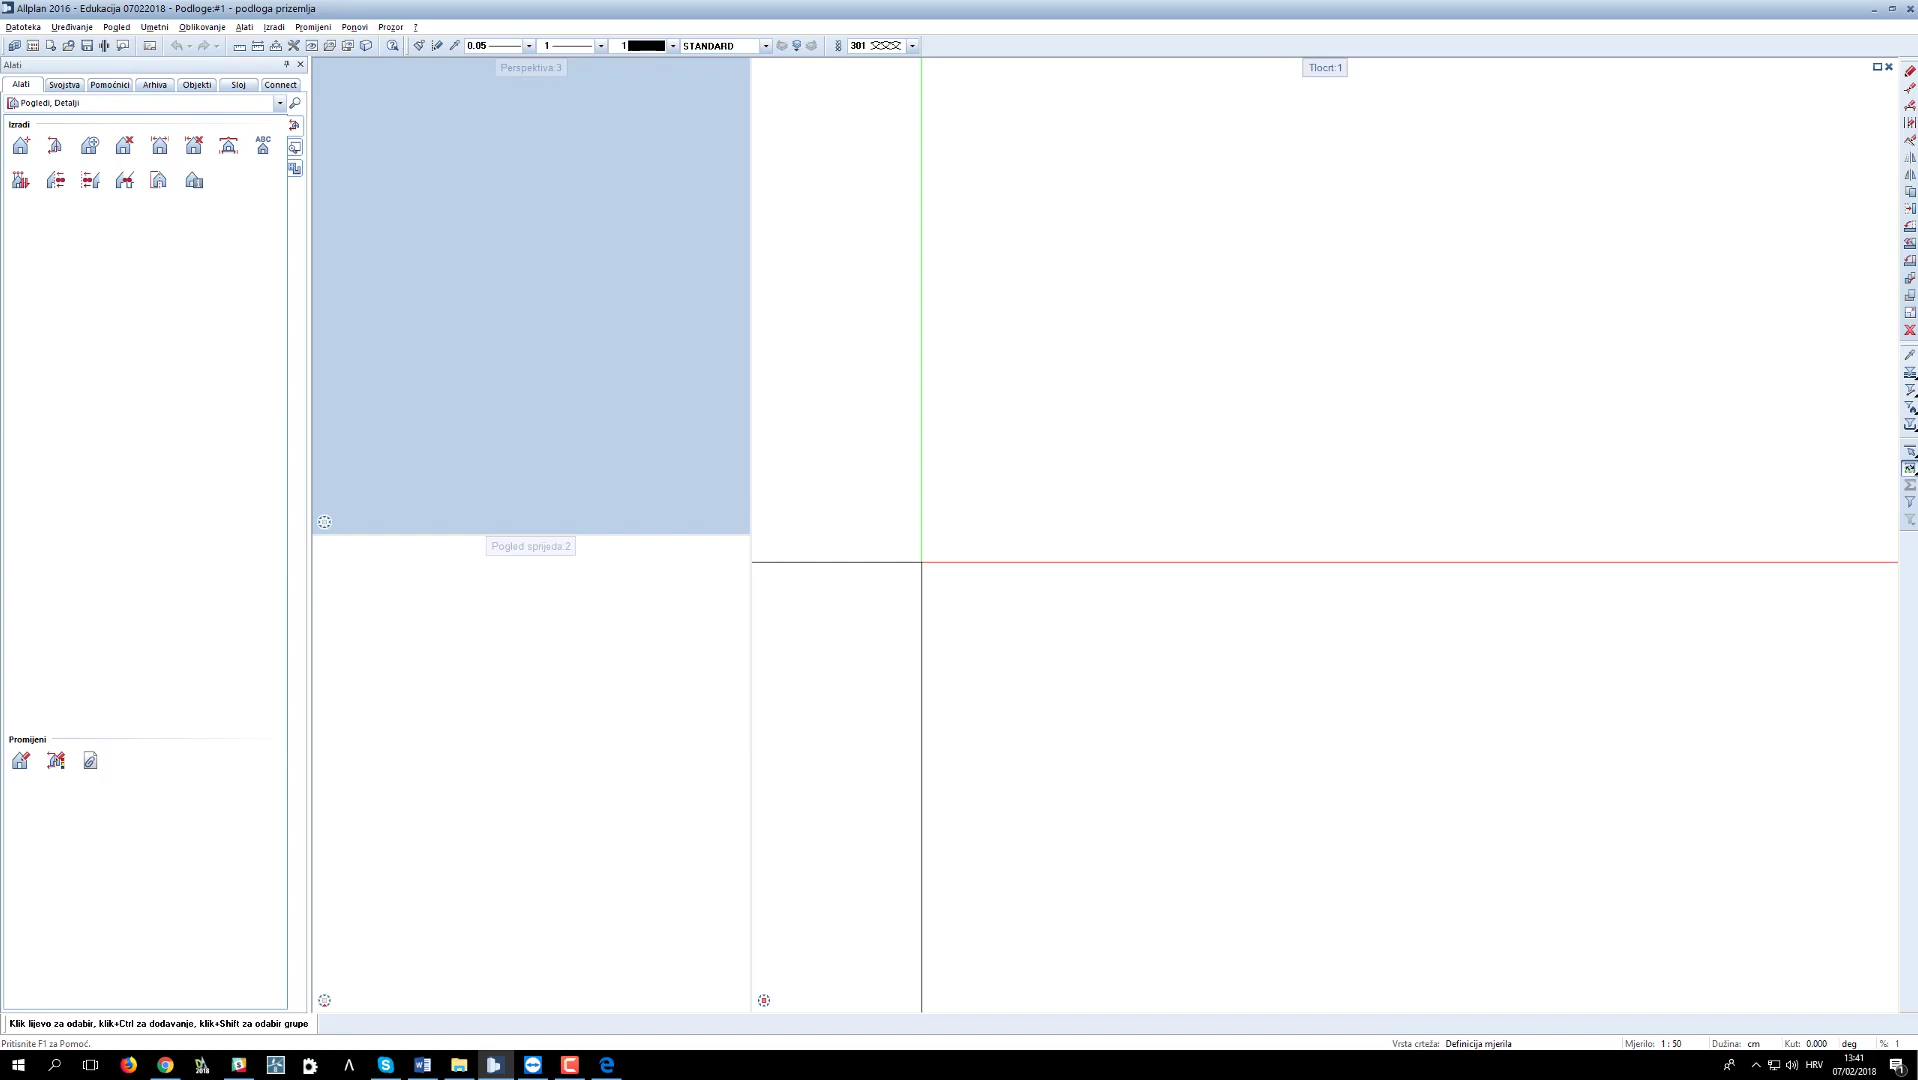 Allplan 2016 - Edukacija 07022018 - Podloge:#1 - podloga prizemlja
Datoteka Uređivanje Pogled Umetni Oblikovanje Alati Izradi Promijeni Ponovi Prozor ?
0.05 1 1 STANDARD 301
Alati
Alati Svojstva Pomoćnici Arhiva Objekti Sloj Connect
Pogledi, Detalji
Izradi
ABC
Promijeni
Perspektiva:3
Tlocrt:1
Pogled sprijeda:2
Klik lijevo za odabir, klik+Ctrl za dodavanje, klik+Shift za odabir grupe
Pritisnite F1 za Pomoć.
Vrsta crteža: Definicija mjerila Mjerilo: 1 : 50 Dužina: cm Kut: 0.000 deg %: 1
2018
HRV
13:41
07/02/2018
1